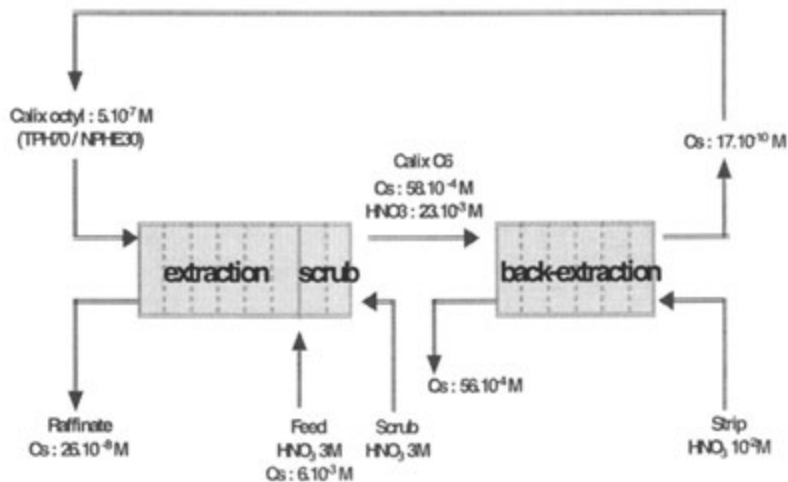 Calix octyl : 5.10⁻⁷ M
(TPH70 / NPHE30)
Cs : 17.10⁻¹⁰ M
Calix C6
Cs : 58.10⁻⁴ M
HNO3 : 23.10⁻³ M
extraction
scrub
back-extraction
Cs : 56.10⁻⁴ M
Raffinate
Cs : 26.10⁻⁸ M
Feed
HNO₃ 3M
Cs : 6.10⁻³ M
Scrub
HNO₃ 3M
Strip
HNO₃ 10⁻² M